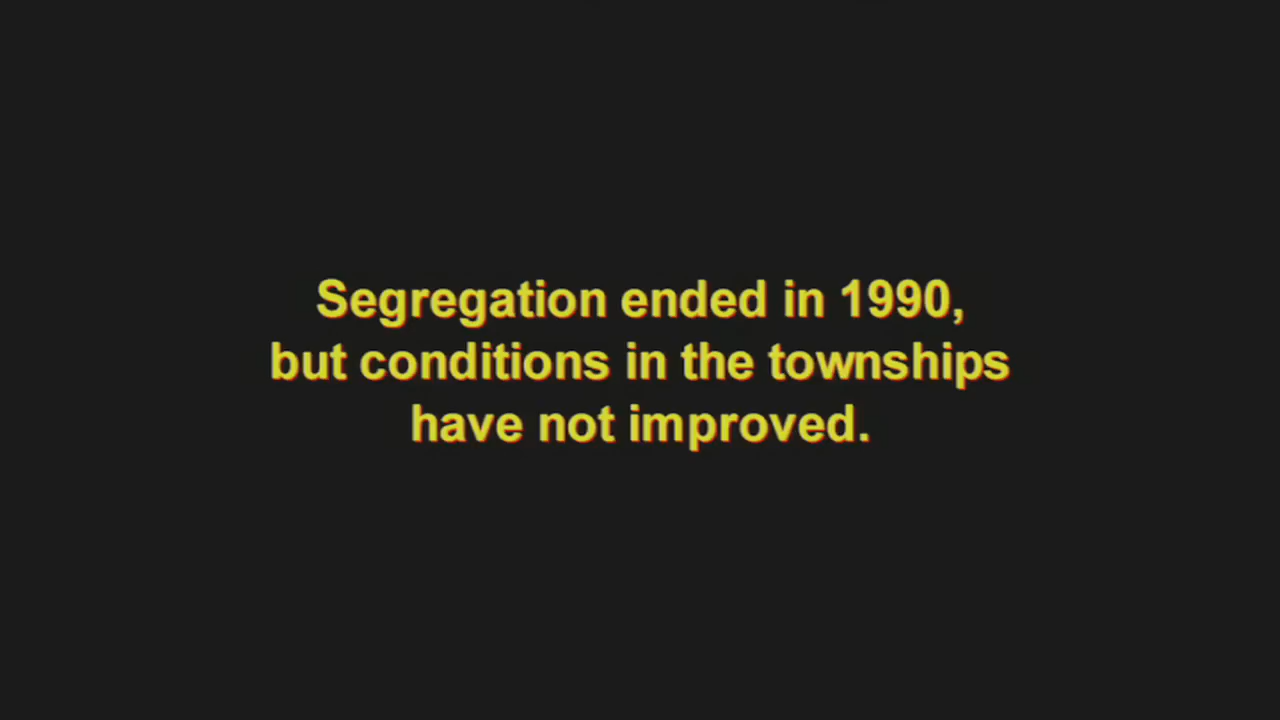 Segregation ended in 1990,
but conditions in the townships
have not improved.